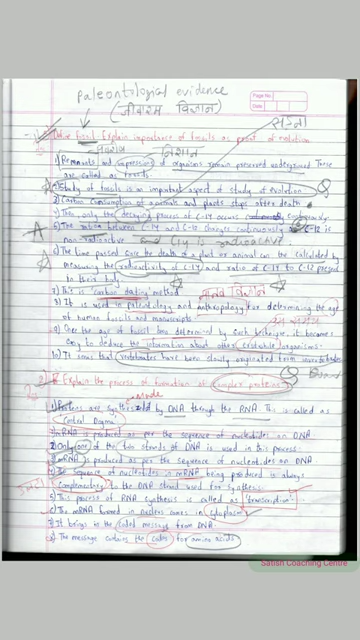 paleontological evidence
(जीवाश्म विज्ञान)
Page No.
Date
Define fossil. Explain importance of fossils as proof of evolution
1) Remnants and impressions of organisms remain preserved underground. These
are called as fossils.
2) Study of fossils is an important aspect of study of evolution
3) Carbon consumption of animals and plants stops after death
4) Then only the decaying process of C-14 occurs continuously.
5) The ratio between C-14 and C-12 changes continuously as C-12 is
non-radioactive and C14 is radioactive
6) The time passed since the death of a plant or animal can be calculated by
measuring the radioactivity of C-14 and ratio of C-14 to C-12 present
in their body
7) This is 'carbon dating' method
8) It is used in paleontology and anthropology for determining the age
of human fossils and manuscripts
9) Once the age of fossil has determined by such technique, it becomes
easy to deduce the information about other organisms.
10) It seems that vertebrates have been slowly originated from invertebrates
Explain the process of formation of complex proteins
1) Proteins are synthesized by DNA through the RNA. This is called as
Central Dogma
2) mRNA is produced as per the sequence of nucleotides on DNA
Only one of the two strands of DNA is used in this process.
mRNA is produced as per the sequence of nucleotides on DNA
The sequence of nucleotides in mRNA being produced is always
complementary to the DNA strand used for synthesis
5) This process of RNA synthesis is called as 'transcription'
6) The mRNA formed in nucleus comes in cytoplasm
7) It brings in the coded message from DNA.
8) The message contains the codes for amino acids
Satish Coaching Centre